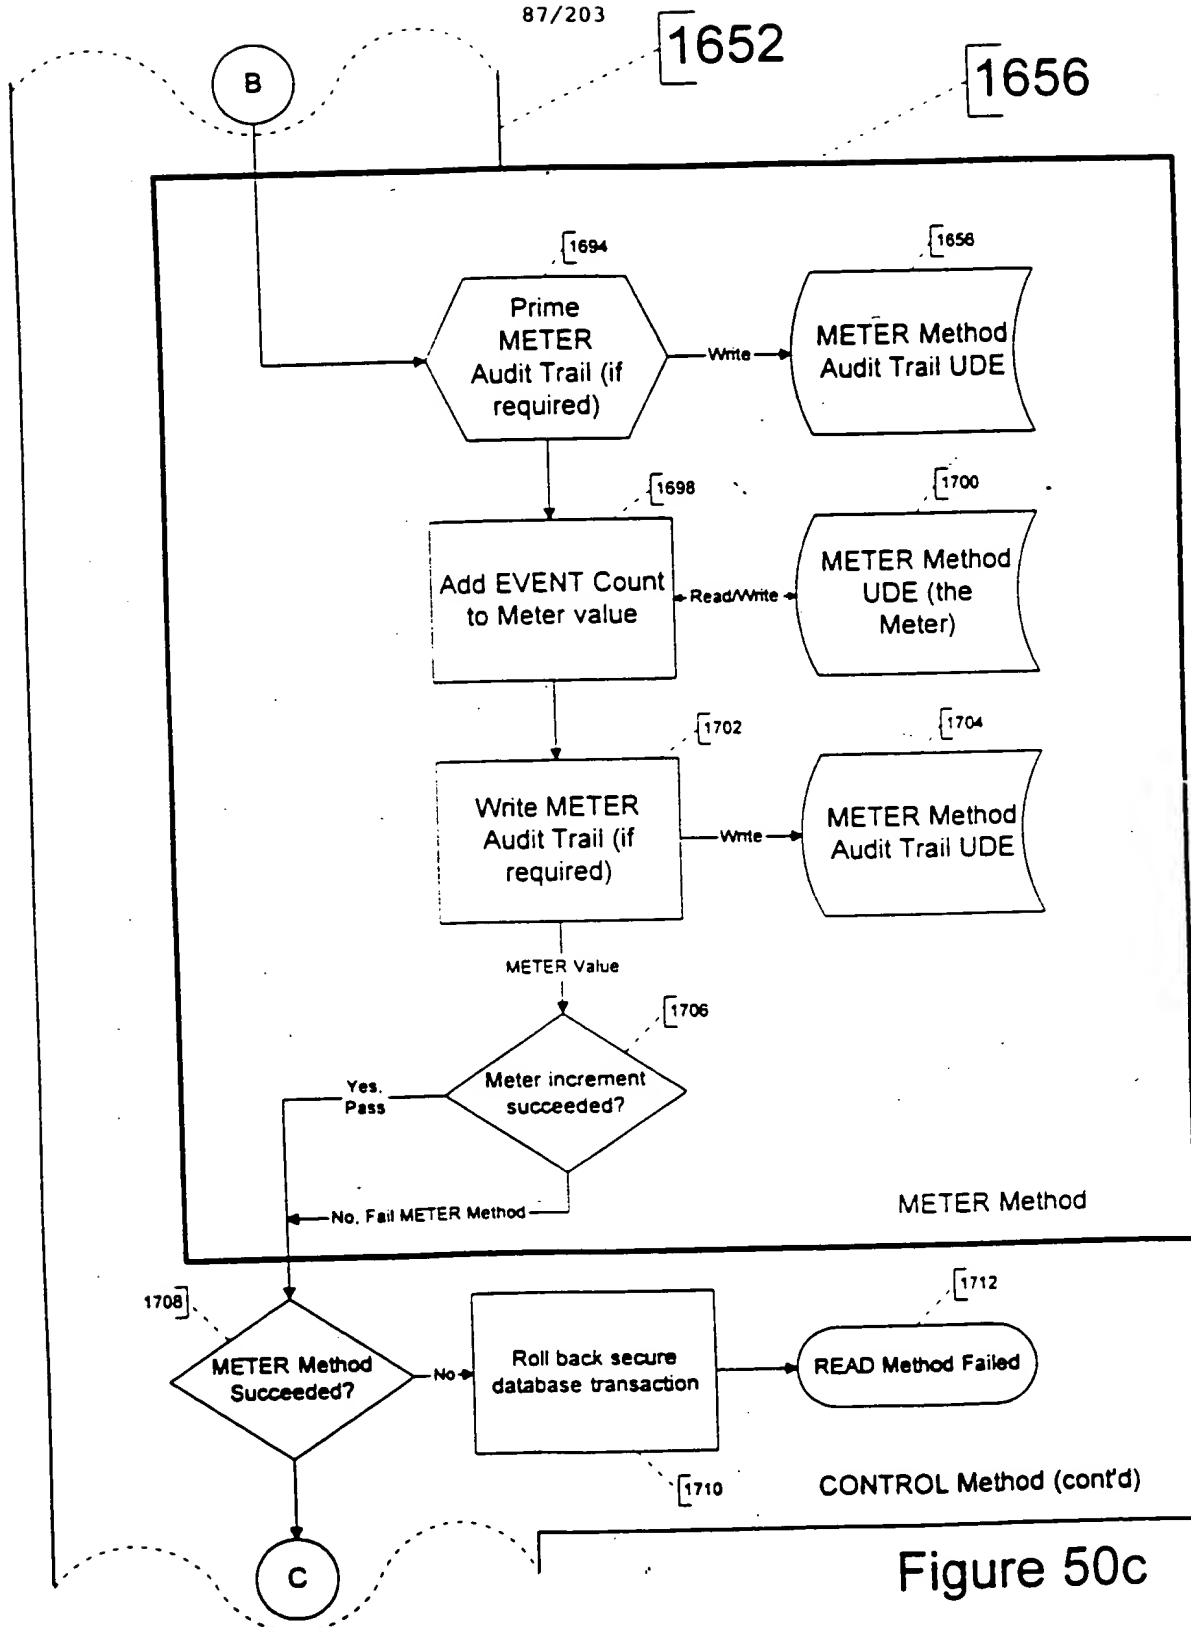 87/203
1652
1656
B
1694
Prime
METER
Audit Trail (if
required)
Write
1656
METER Method
Audit Trail UDE
1698
Add EVENT Count
to Meter value
Read/Write
1700
METER Method
UDE (the
Meter)
1702
Write METER
Audit Trail (if
required)
Write
1704
METER Method
Audit Trail UDE
METER Value
1706
Meter increment
succeeded?
Yes,
Pass
No, Fail METER Method
METER Method
1708
METER Method
Succeeded?
No
Roll back secure
database transaction
1710
1712
READ Method Failed
CONTROL Method (cont'd)
C
Figure 50c